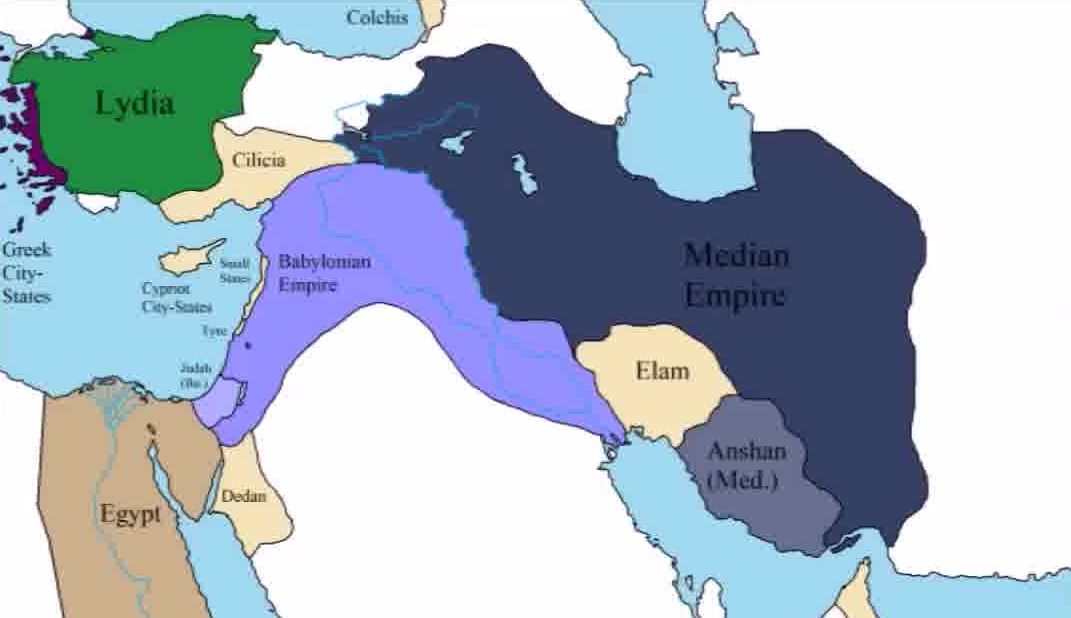 Colchis
Lydia
Cilicia
Greek
City-
States
Cypriot
City-States
Small
States
Tyre
Babylonian
Empire
Median
Empire
Judah
(Ba.)
Elam
Anshan
(Med.)
Egypt
Dedan